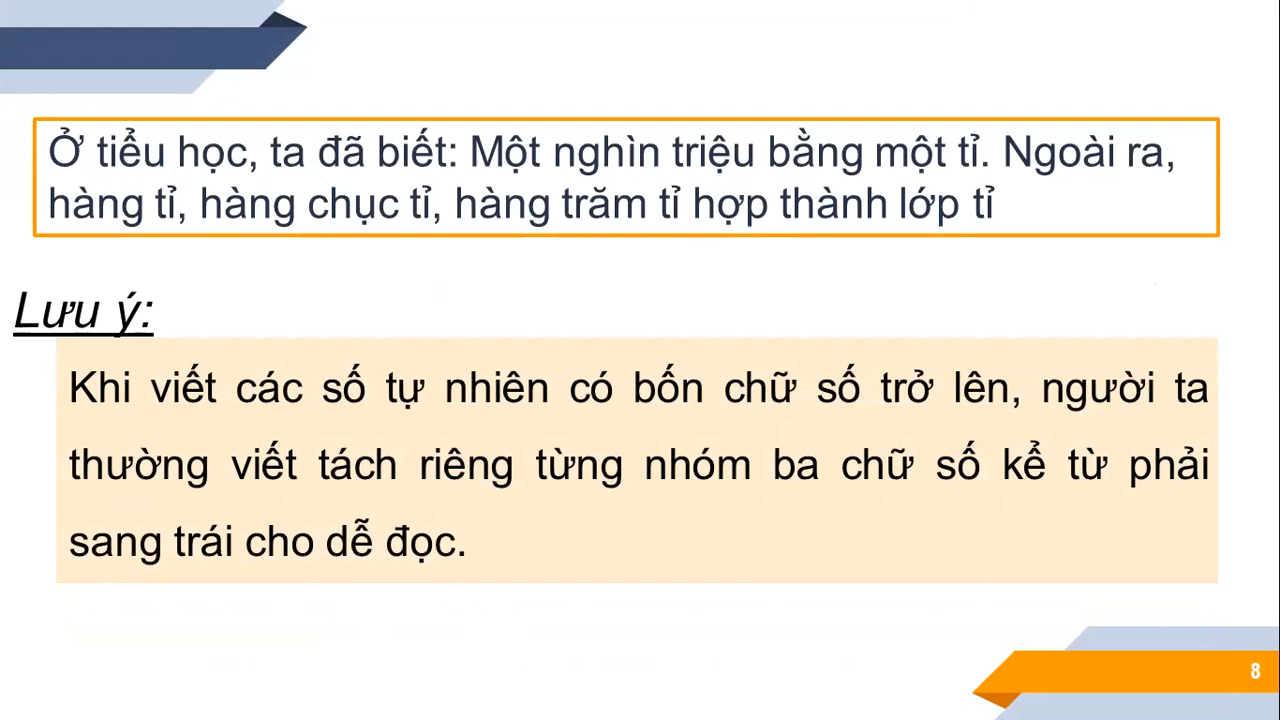 Ở tiểu học, ta đã biết: Một nghìn triệu bằng một tỉ. Ngoài ra,
hàng tỉ, hàng chục tỉ, hàng trăm tỉ hợp thành lớp tỉ
Lưu ý:
Khi viết các số tự nhiên có bốn chữ số trở lên, người ta
thường viết tách riêng từng nhóm ba chữ số kể từ phải
sang trái cho dễ đọc.
8